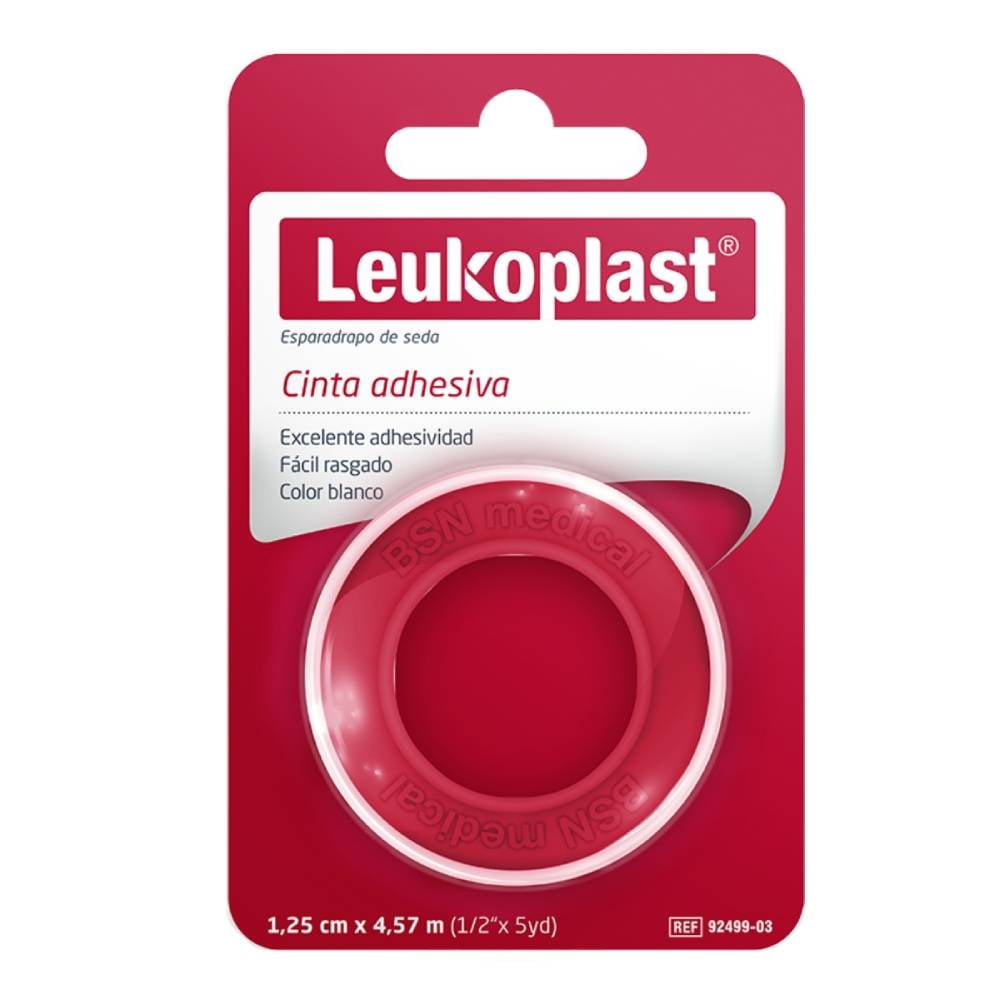 Leukoplast®
Esparadrapo de seda
Cinta adhesiva
Excelente adhesividad
Fácil rasgado
Color blanco
BSN medical
BSN medical
1,25 cm x 4,57 m (1/2“x 5yd)
REF 92499-03